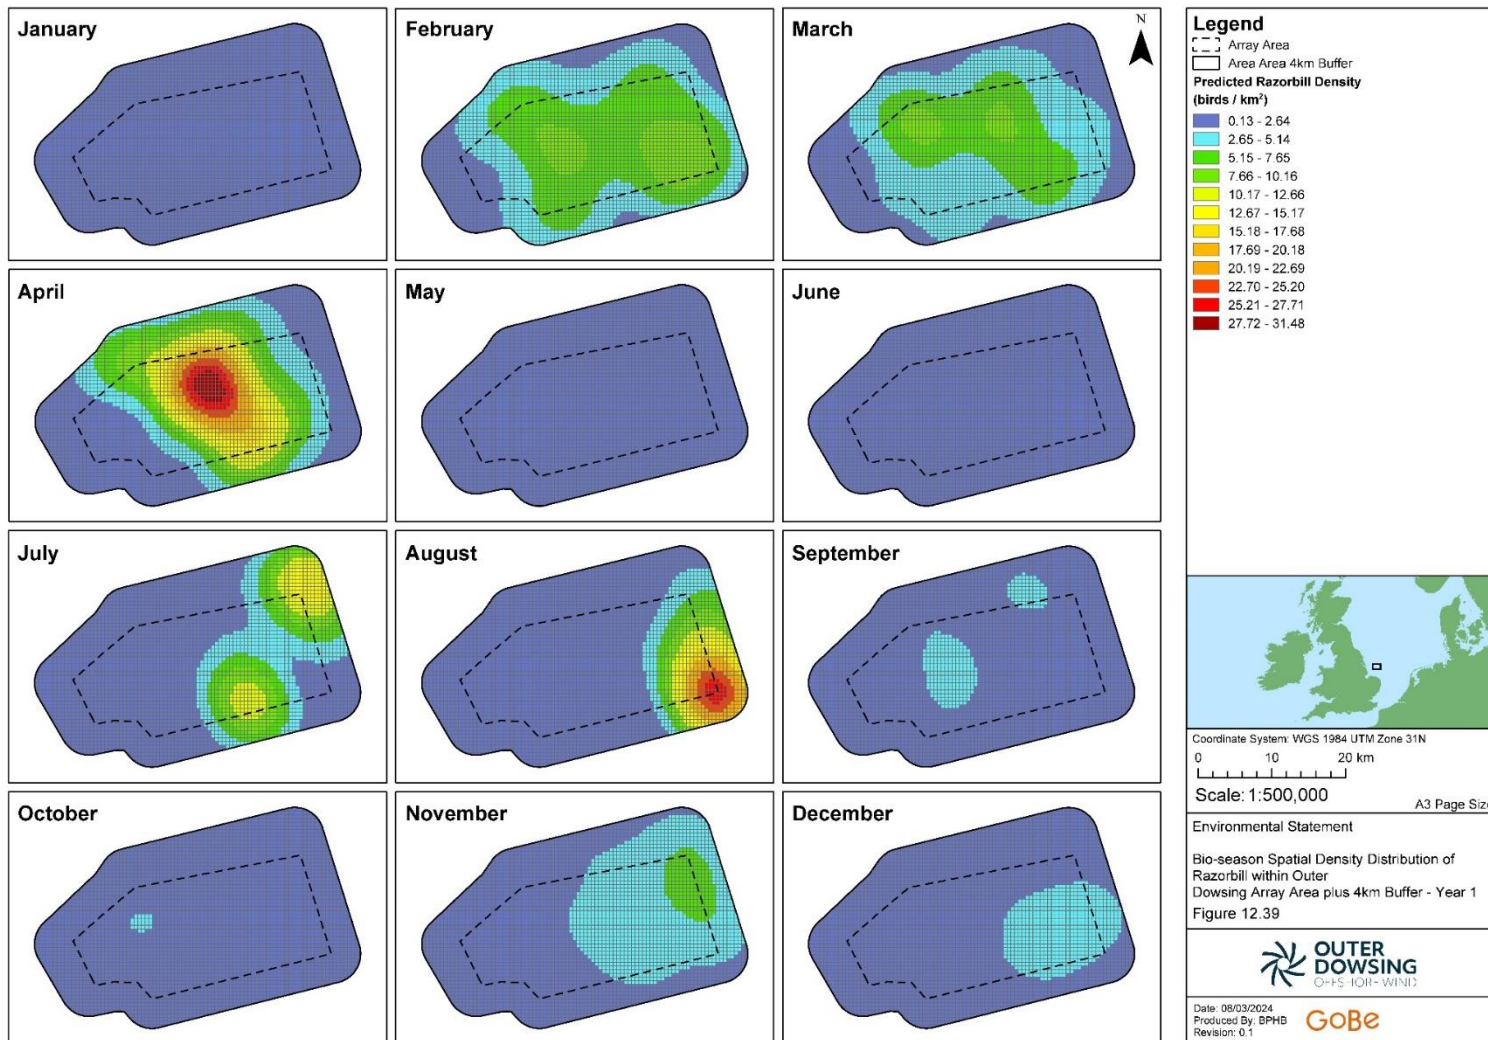 January
February
March
N
April
May
June
July
August
September
October
November
December
Legend
Array Area
Area Area 4km Buffer
Predicted Razorbill Density
(birds / km²)
0.13 - 2.64
2.65 - 5.14
5.15 - 7.65
7.66 - 10.16
10.17 - 12.66
12.67 - 15.17
15.18 - 17.68
17.69 - 20.18
20.19 - 22.69
22.70 - 25.20
25.21 - 27.71
27.72 - 31.48
Coordinate System: WGS 1984 UTM Zone 31N
0 10 20 km
Scale: 1:500,000
A3 Page Size
Environmental Statement
Bio-season Spatial Density Distribution of
Razorbill within Outer
Dowsing Array Area plus 4km Buffer - Year 1
Figure 12.39
OUTER
DOWSING
OFFSHORE WIND
Date: 08/03/2024
Produced By: BPHB
Revision: 0.1
GoBe